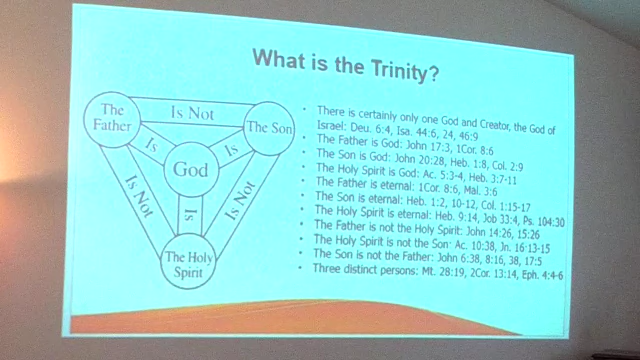 What is the Trinity?
The
Father
Is Not
The Son
Is
Is
God
Is Not
Is
Is Not
The Holy
Spirit
• There is certainly only one God and Creator, the God of
Israel: Deu. 6:4, Isa. 44:6, 24, 46:9
• The Father is God: John 17:3, 1Cor. 8:6
• The Son is God: John 20:28, Heb. 1:8, Col. 2:9
• The Holy Spirit is God: Ac. 5:3-4, Heb. 3:7-11
• The Father is eternal: 1Cor. 8:6, Mal. 3:6
• The Son is eternal: Heb. 1:2, 10-12, Col. 1:15-17
• The Holy Spirit is eternal: Heb. 9:14, Job 33:4, Ps. 104:30
• The Father is not the Holy Spirit: John 14:26, 15:26
• The Holy Spirit is not the Son: Ac. 10:38, Jn. 16:13-15
• The Son is not the Father: John 6:38, 8:16, 38, 17:5
• Three distinct persons: Mt. 28:19, 2Cor. 13:14, Eph. 4:4-6